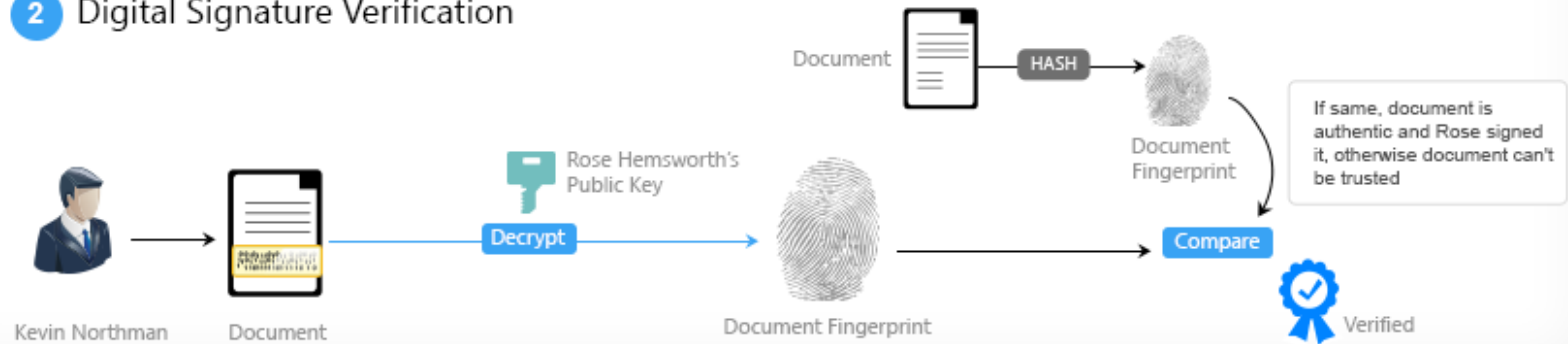 2 Digital Signature Verification
Document
HASH
Document
Fingerprint
If same, document is
authentic and Rose signed
it, otherwise document can't
be trusted
Rose Hemsworth's
Public Key
Decrypt
Compare
Kevin Northman
Document
Document Fingerprint
Verified